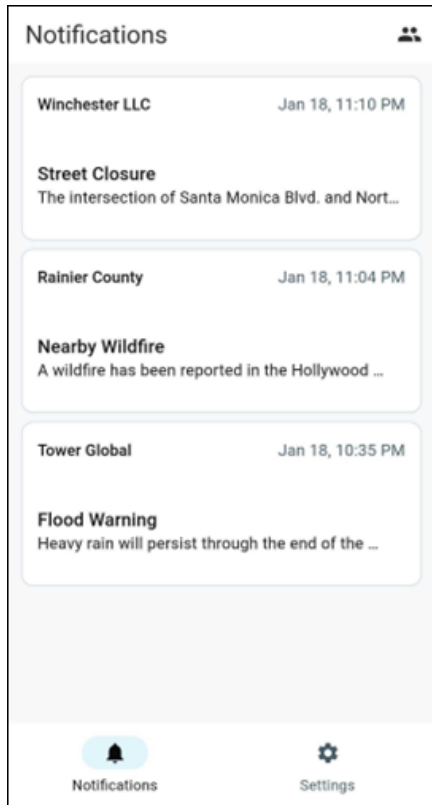 Notifications
Winchester LLC Jan 18, 11:10 PM
Street Closure
The intersection of Santa Monica Blvd. and Nort...
Rainier County Jan 18, 11:04 PM
Nearby Wildfire
A wildfire has been reported in the Hollywood ...
Tower Global Jan 18, 10:35 PM
Flood Warning
Heavy rain will persist through the end of the ...
Notifications Settings